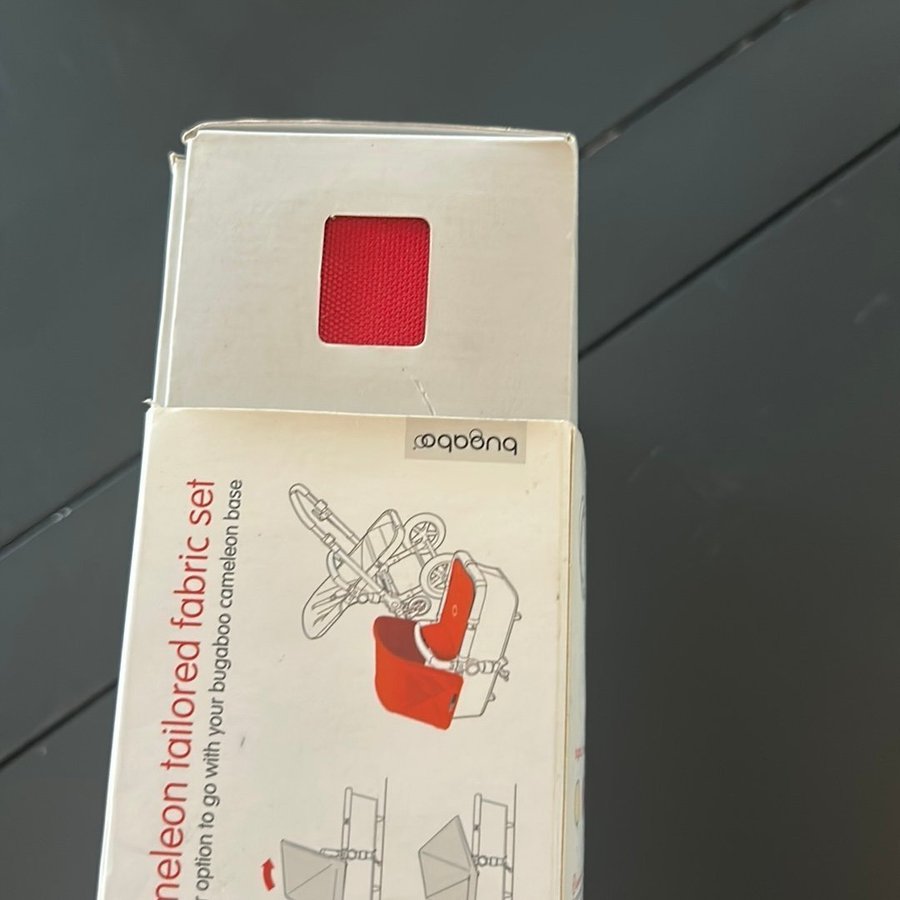 bugaboo
meleon tailored fabric set
option to go with your bugaboo cameleon base